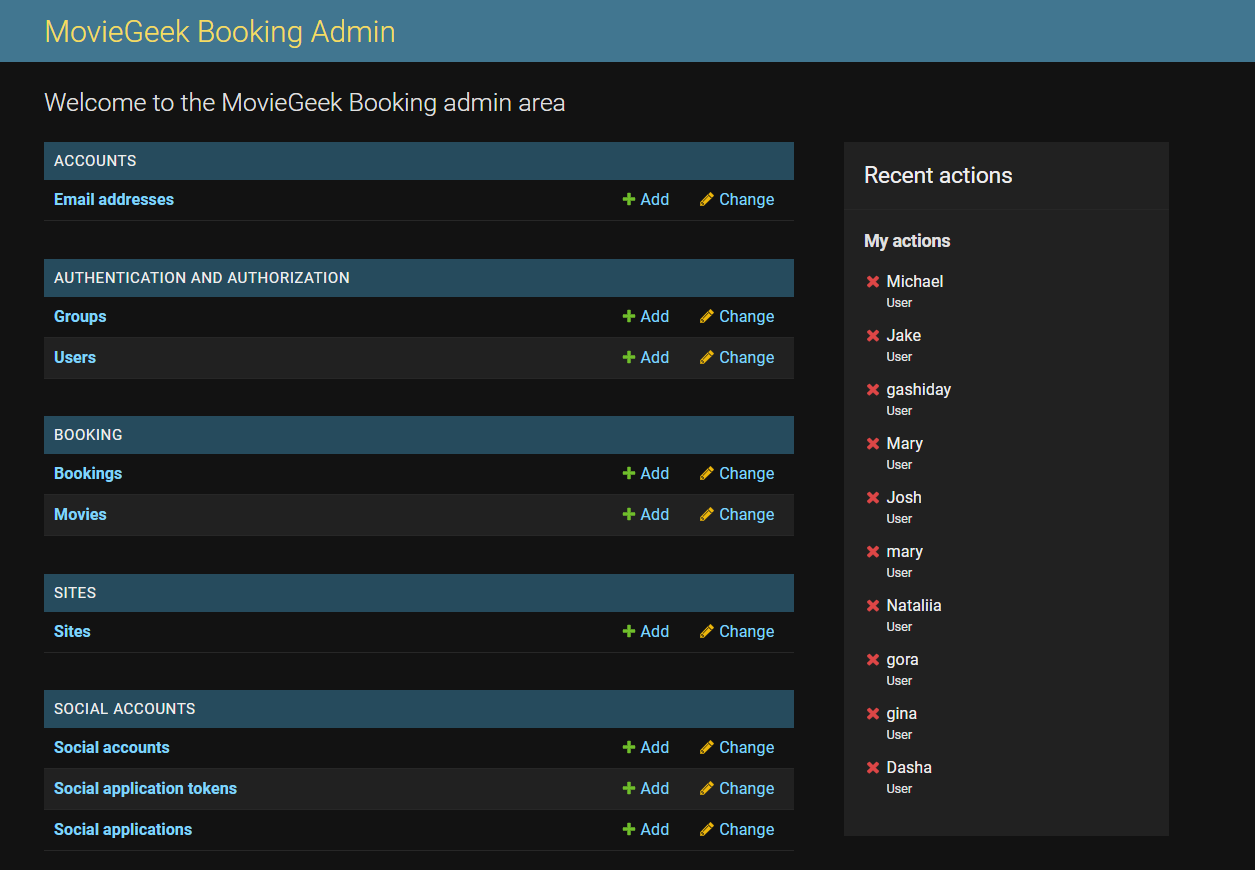 MovieGeek Booking Admin
Welcome to the MovieGeek Booking admin area
ACCOUNTS
Email addresses Add Change
AUTHENTICATION AND AUTHORIZATION
Groups Add Change
Users Add Change
BOOKING
Bookings Add Change
Movies Add Change
SITES
Sites Add Change
SOCIAL ACCOUNTS
Social accounts Add Change
Social application tokens Add Change
Social applications Add Change
Recent actions
My actions
Michael
User
Jake
User
gashiday
User
Mary
User
Josh
User
mary
User
Nataliia
User
gora
User
gina
User
Dasha
User